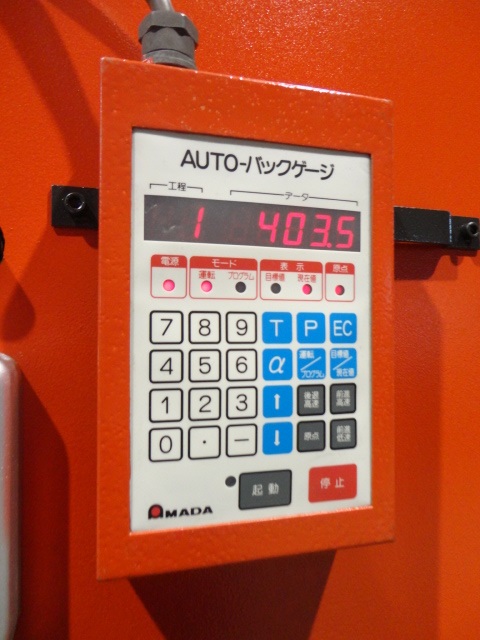 AUTO-バックゲージ
工程 データ
1 403.5
電源 モード 表示 原点
運転 プログラム 目標値 現在値
7 8 9 T P EC
4 5 6 α 運転/プログラム 目標値/現在値
1 2 3 ↑ 後退高速 前進高速
0 . − ↓ 原点 前進低速
起動 停止
AMADA